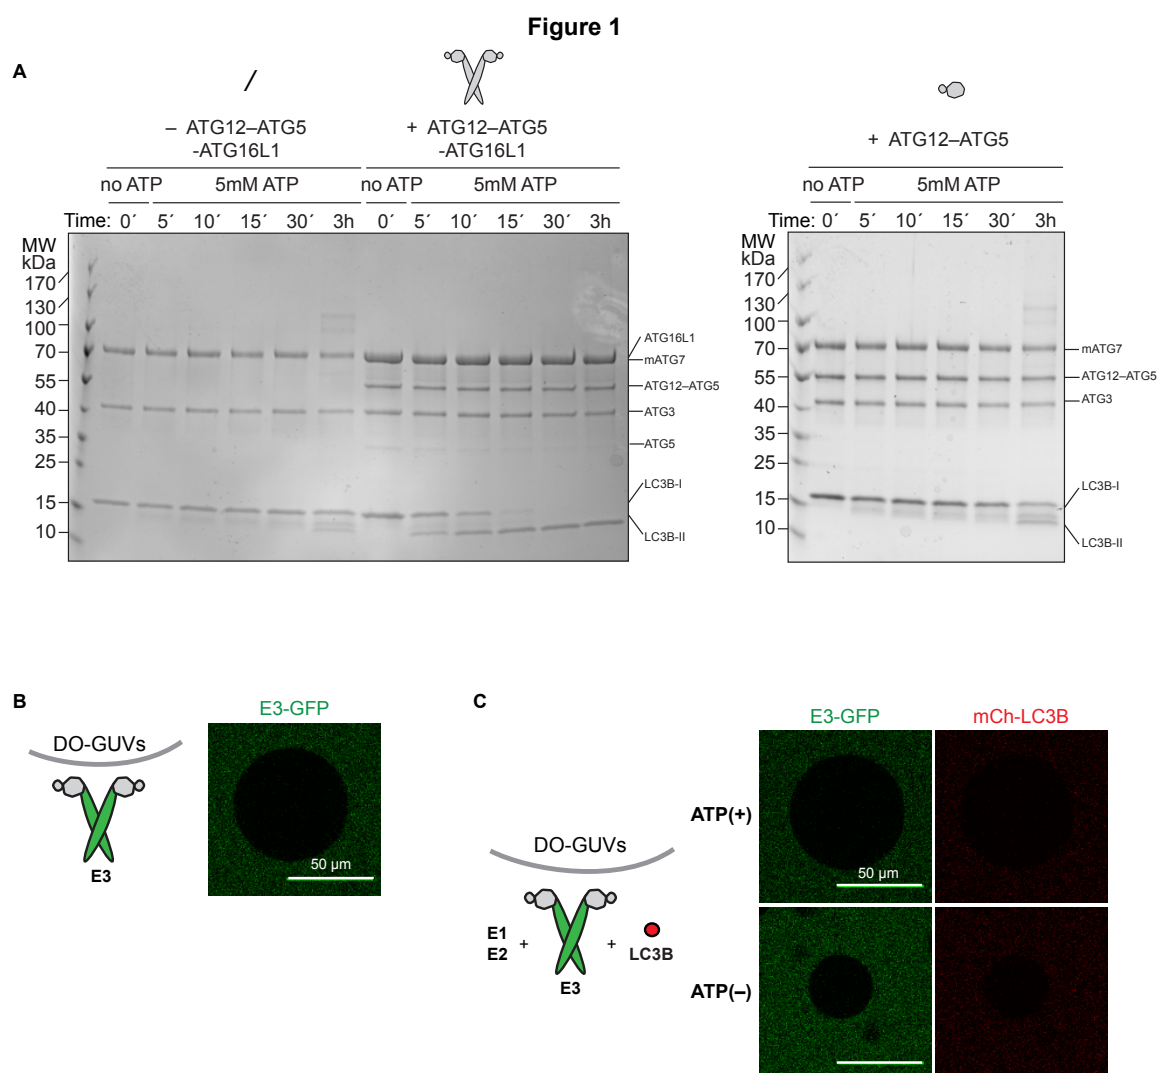 Figure 1
A
/
– ATG12–ATG5
-ATG16L1
+ ATG12–ATG5
-ATG16L1
no ATP 5mM ATP no ATP 5mM ATP
Time: 0´ 5´ 10´ 15´ 30´ 3h 0´ 5´ 10´ 15´ 30´ 3h
MW
kDa
170
130
100
70
55
40
35
25
15
10
ATG16L1
mATG7
ATG12–ATG5
ATG3
ATG5
LC3B-I
LC3B-II
+ ATG12–ATG5
no ATP 5mM ATP
0´ 5´ 10´ 15´ 30´ 3h
MW
kDa
170
130
100
70
55
40
35
25
15
10
mATG7
ATG12–ATG5
ATG3
LC3B-I
LC3B-II
B
E3-GFP
DO-GUVs
E3
50 µm
C
E3-GFP mCh-LC3B
ATP(+)
50 µm
DO-GUVs
E1
E2
+
+
LC3B
E3
ATP(–)